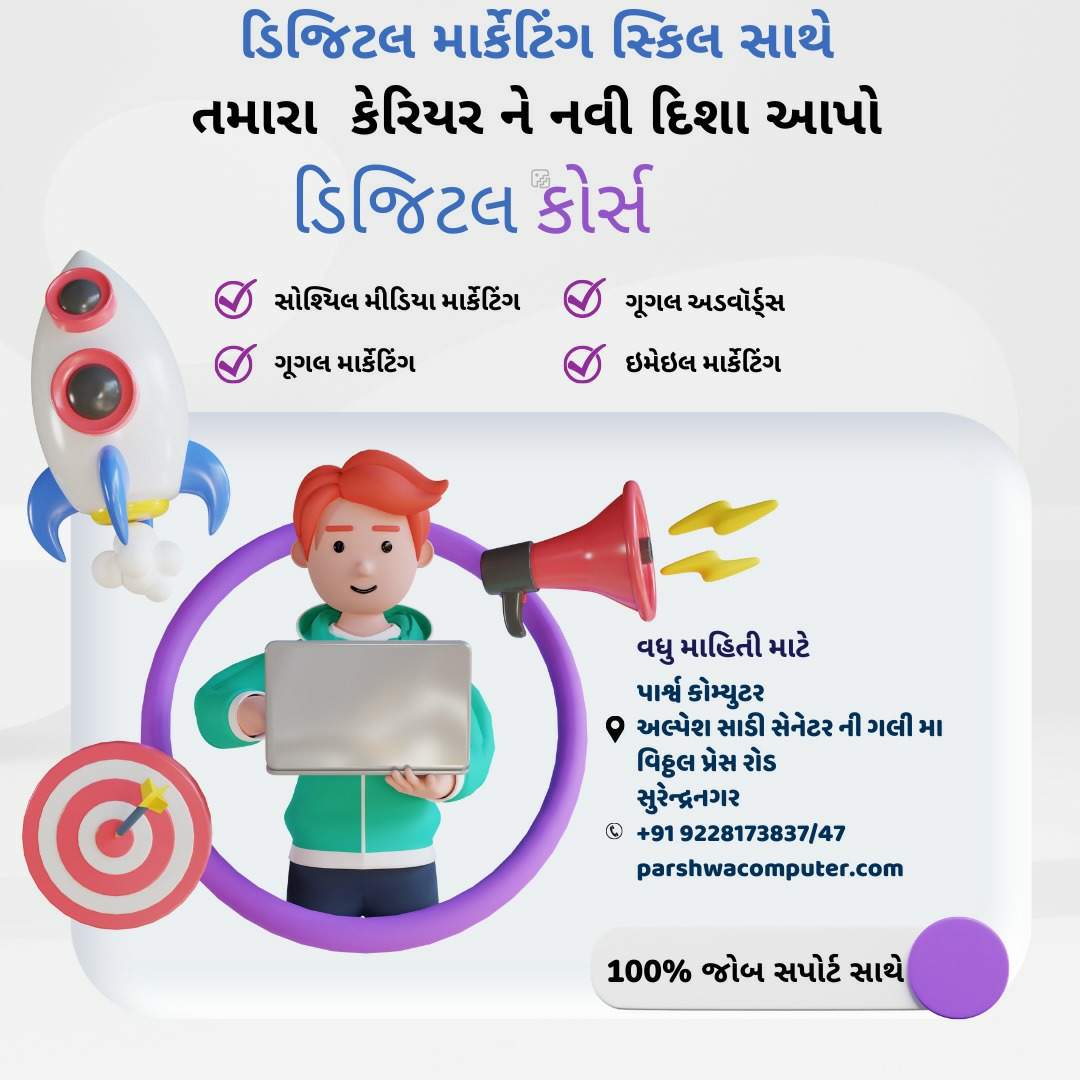 ડિજિટલ માર્કેટિંગ સ્કિલ સાથે
તમારા કેરિયર ને નવી દિશા આપો
ડિજિટલ કોર્સ
સોશ્યિલ મીડિયા માર્કેટિંગ
ગૂગલ અડવૉર્ડ્સ
ગૂગલ માર્કેટિંગ
ઇમેઇલ માર્કેટિંગ
વધુ માહિતી માટે
પાર્શ્વ કોમ્યુટર
અલ્પેશ સાડી સેનેટર ની ગલી મા
વિઠ્ઠલ પ્રેસ રોડ
સુરેન્દ્રનગર
+91 9228173837/47
parshwacomputer.com
100% જોબ સપોર્ટ સાથે